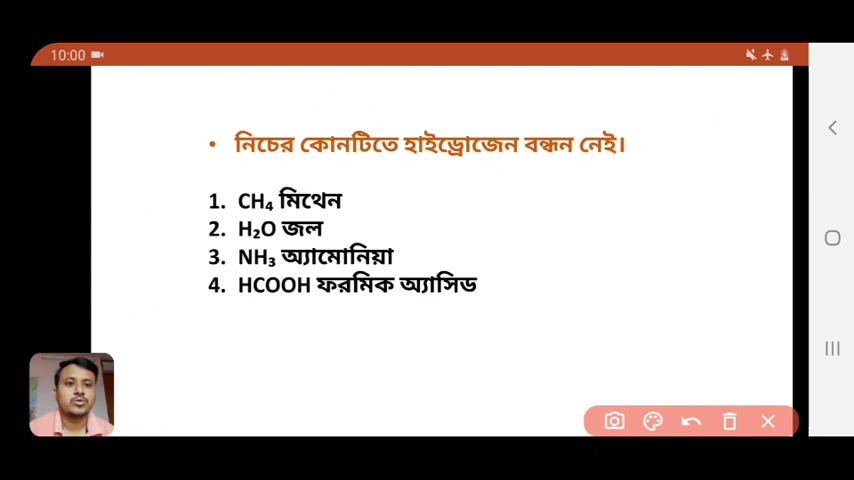 10:00
• নিচের কোনটিতে হাইড্রোজেন বন্ধন নেই।
1. CH₄ মিথেন
2. H₂O জল
3. NH₃ অ্যামোনিয়া
4. HCOOH ফরমিক অ্যাসিড